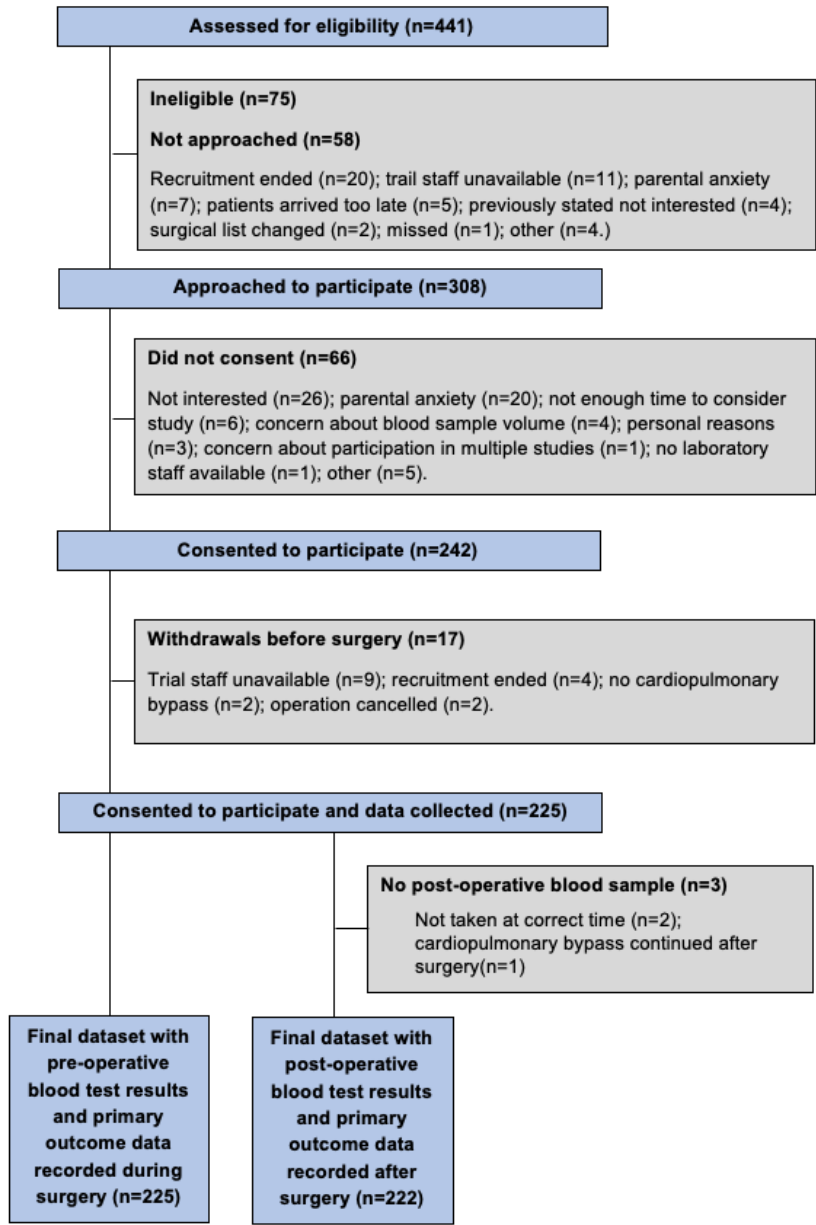 Assessed for eligibility (n=441)
Ineligible (n=75)
Not approached (n=58)
Recruitment ended (n=20); trail staff unavailable (n=11); parental anxiety
(n=7); patients arrived too late (n=5); previously stated not interested (n=4);
surgical list changed (n=2); missed (n=1); other (n=4.)
Approached to participate (n=308)
Did not consent (n=66)
Not interested (n=26); parental anxiety (n=20); not enough time to consider
study (n=6); concern about blood sample volume (n=4); personal reasons
(n=3); concern about participation in multiple studies (n=1); no laboratory
staff available (n=1); other (n=5).
Consented to participate (n=242)
Withdrawals before surgery (n=17)
Trial staff unavailable (n=9); recruitment ended (n=4); no cardiopulmonary
bypass (n=2); operation cancelled (n=2).
Consented to participate and data collected (n=225)
No post-operative blood sample (n=3)
Not taken at correct time (n=2);
cardiopulmonary bypass continued after
surgery(n=1)
Final dataset with
pre-operative
blood test results
and primary
outcome data
recorded during
surgery (n=225)
Final dataset with
post-operative
blood test results
and primary
outcome data
recorded after
surgery (n=222)